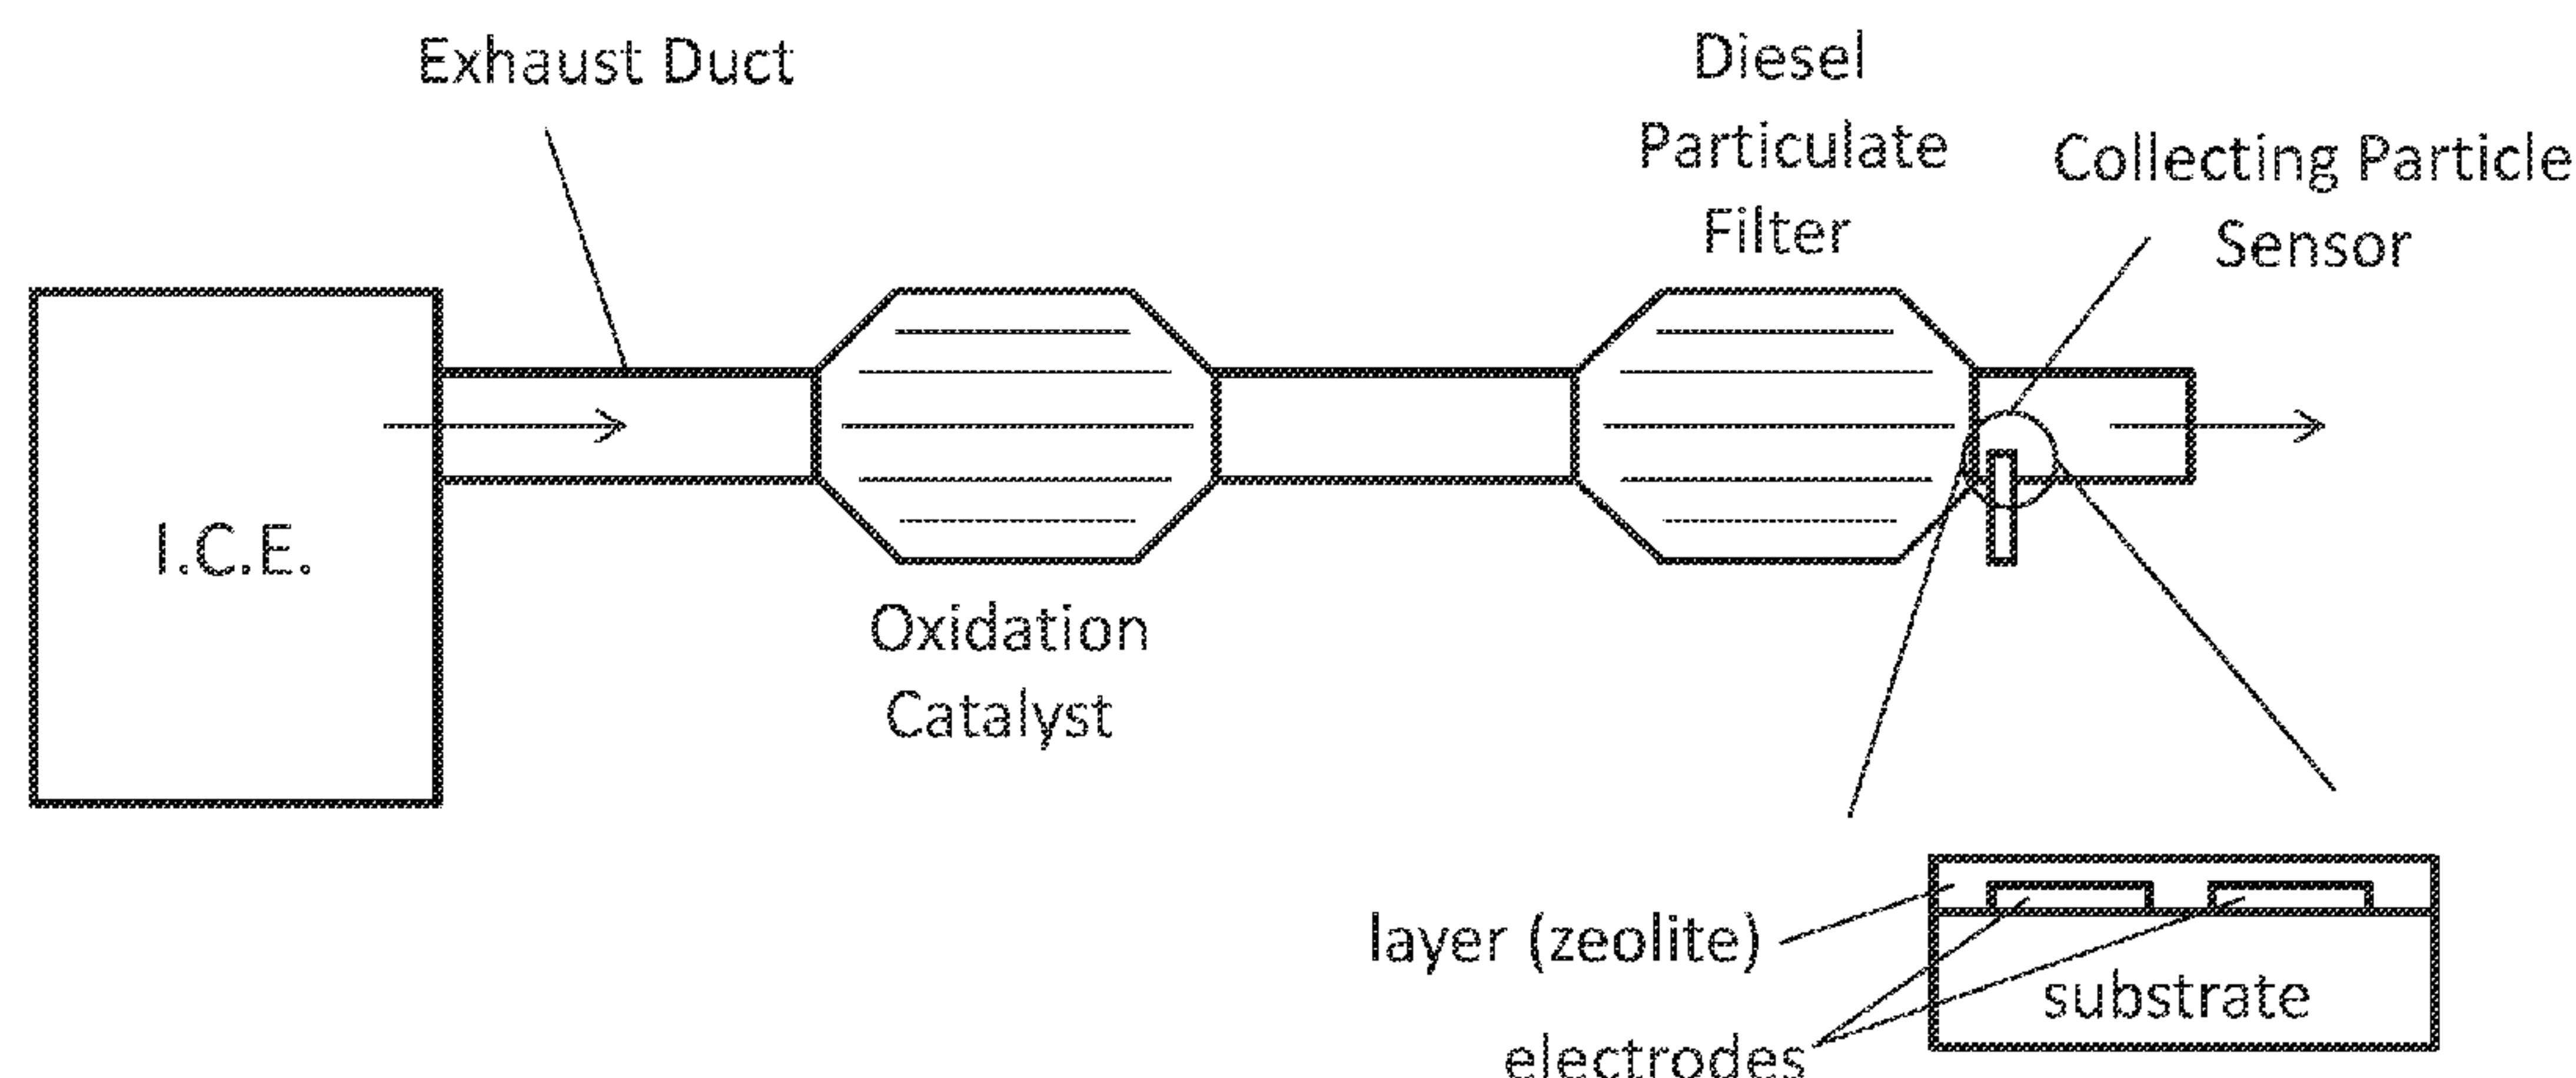 Exhaust Duct
Diesel
Particulate
Filter
Collecting Particle
Sensor
I.C.E.
Oxidation
Catalyst
layer (zeolite)
substrate
electrodes